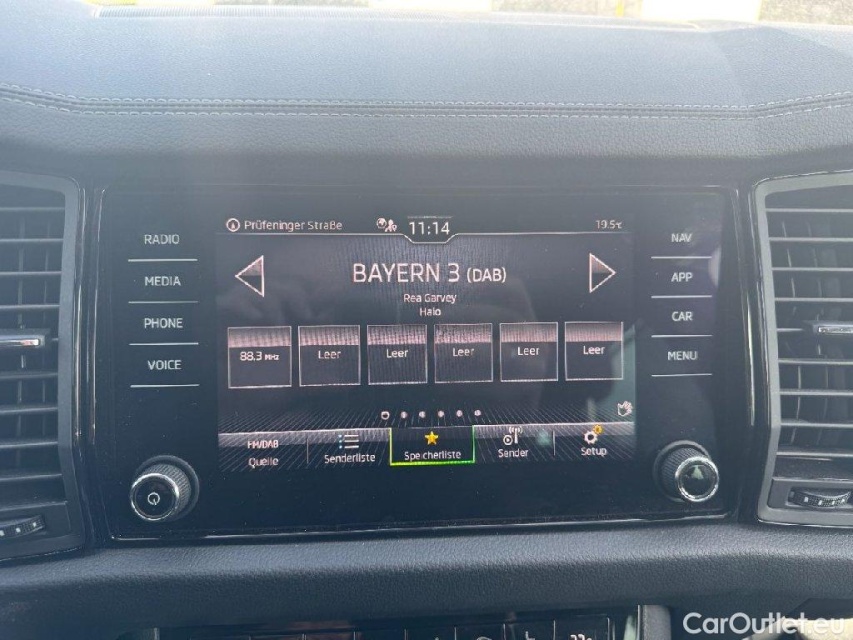 Prüfeninger Straße 11:14 19.5°C
RADIO
MEDIA
PHONE
VOICE
BAYERN 3 (DAB)
Rea Garvey
Halo
88.3 MHz Leer Leer Leer Leer Leer
FM/DAB
Quelle
Senderliste
Speicherliste
Sender
Setup
NAV
APP
CAR
MENU
CarOutlet.eu